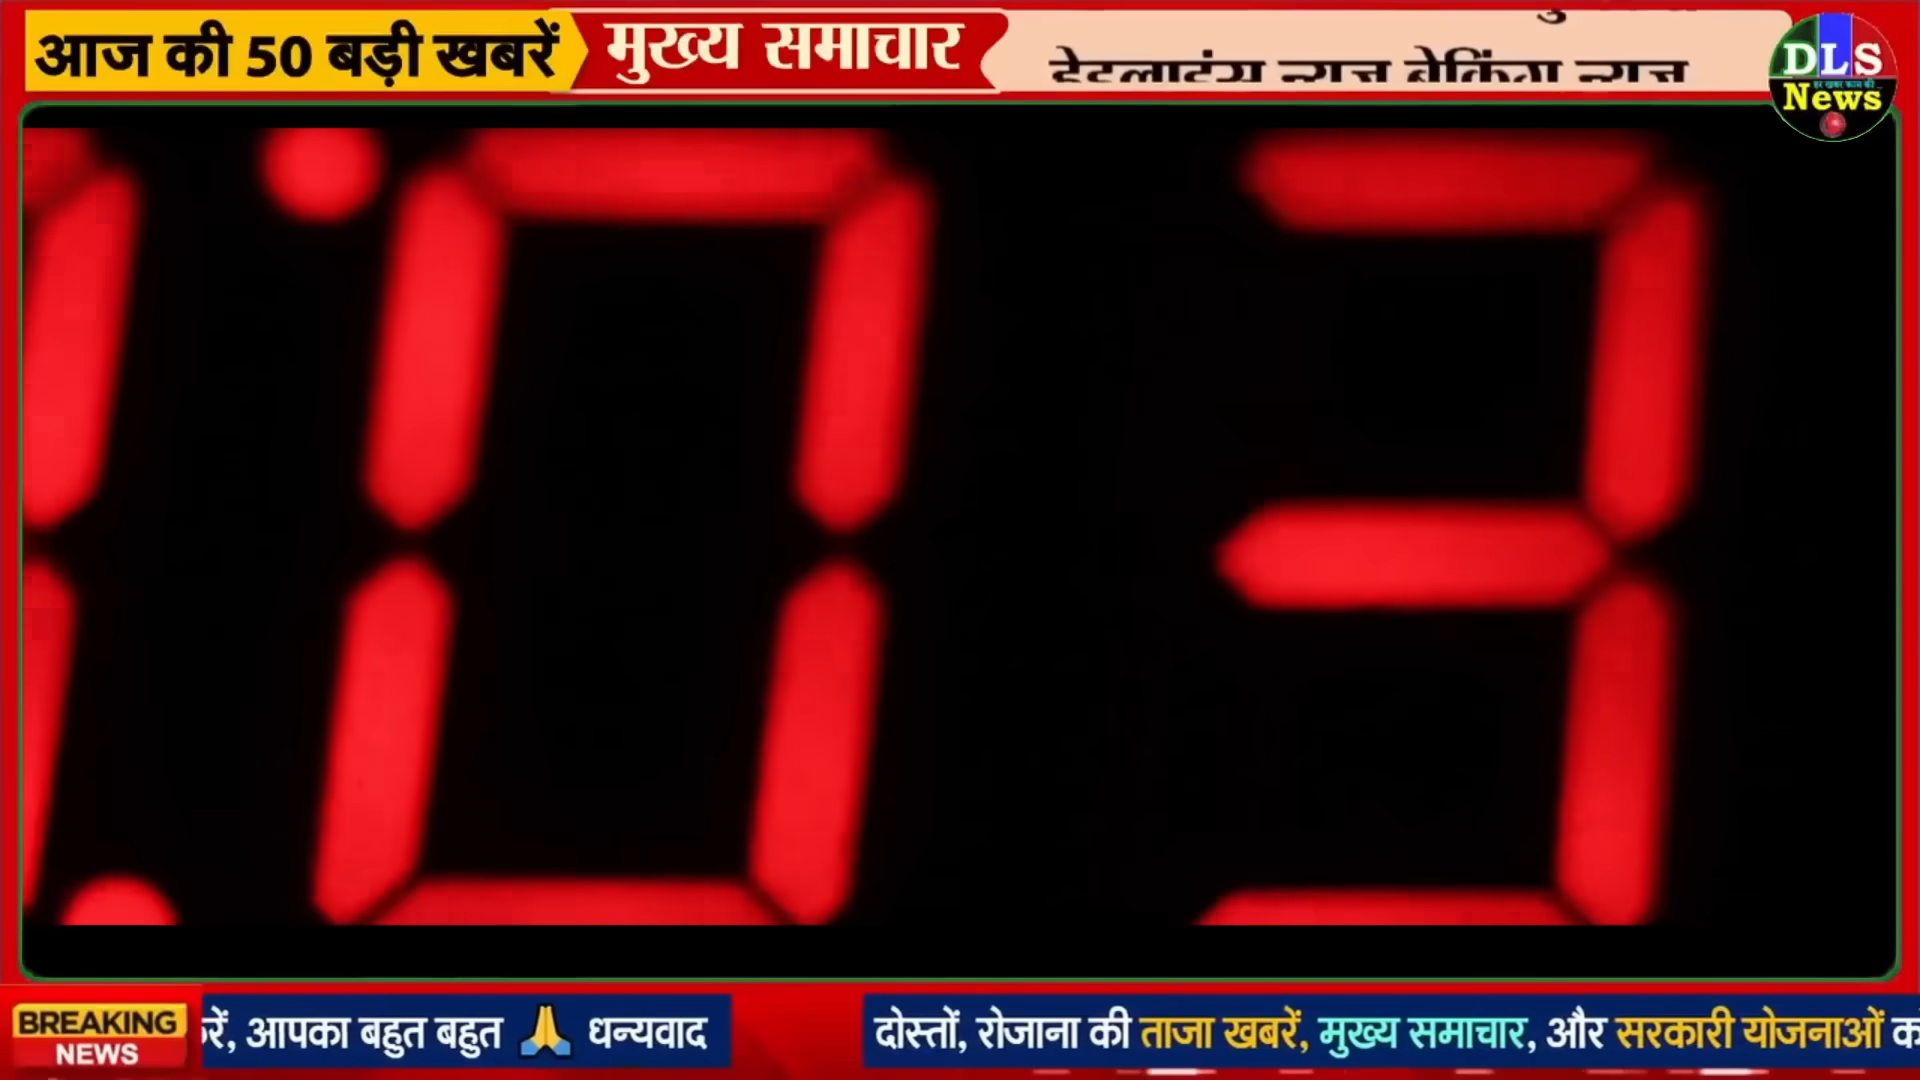 आज की 50 बड़ी खबरें
मुख्य समाचार
DLS
News
03
BREAKING
NEWS
आपका बहुत बहुत 🙏 धन्यवाद
दोस्तों, रोजाना की ताजा खबरें, मुख्य समाचार, और सरकारी योजनाओं